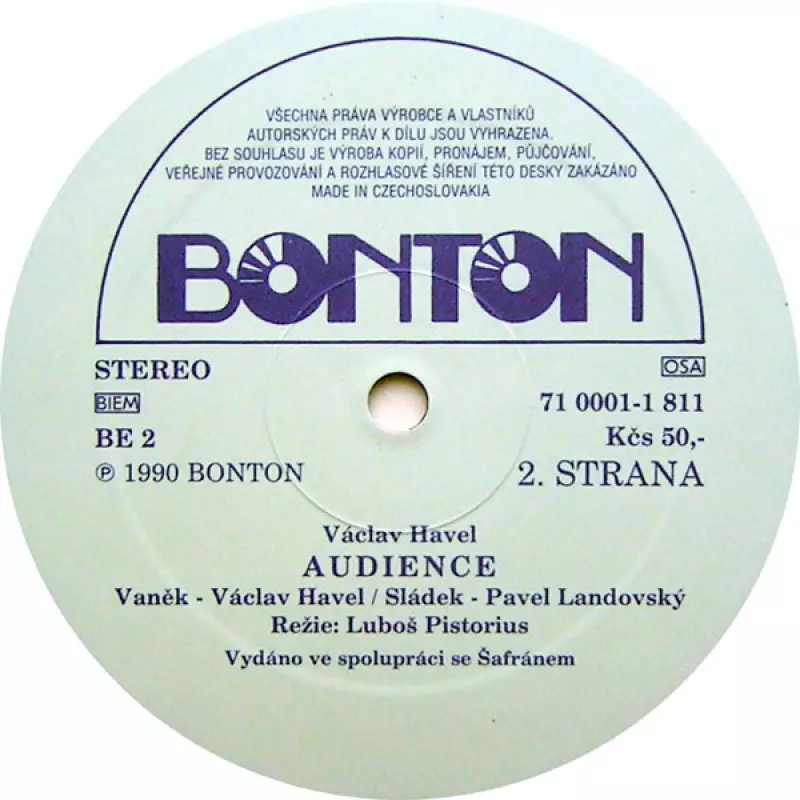 VŠECHNA PRÁVA VÝROBCE A VLASTNÍKŮ
AUTORSKÝCH PRÁV K DÍLU JSOU VYHRAZENA.
BEZ SOUHLASU JE VÝROBA KOPIÍ, PRONÁJEM, PŮJČOVÁNÍ,
VEŘEJNÉ PROVOZOVÁNÍ A ROZHLASOVÉ ŠÍŘENÍ TÉTO DESKY ZAKÁZÁNO
MADE IN CZECHOSLOVAKIA
BONTON
STEREO OSA
BIEM 71 0001-1 811
BE 2 Kčs 50,-
℗ 1990 BONTON 2. STRANA
Václav Havel
AUDIENCE
Vaněk - Václav Havel / Sládek - Pavel Landovský
Režie: Luboš Pistorius
Vydáno ve spolupráci se Šafránem